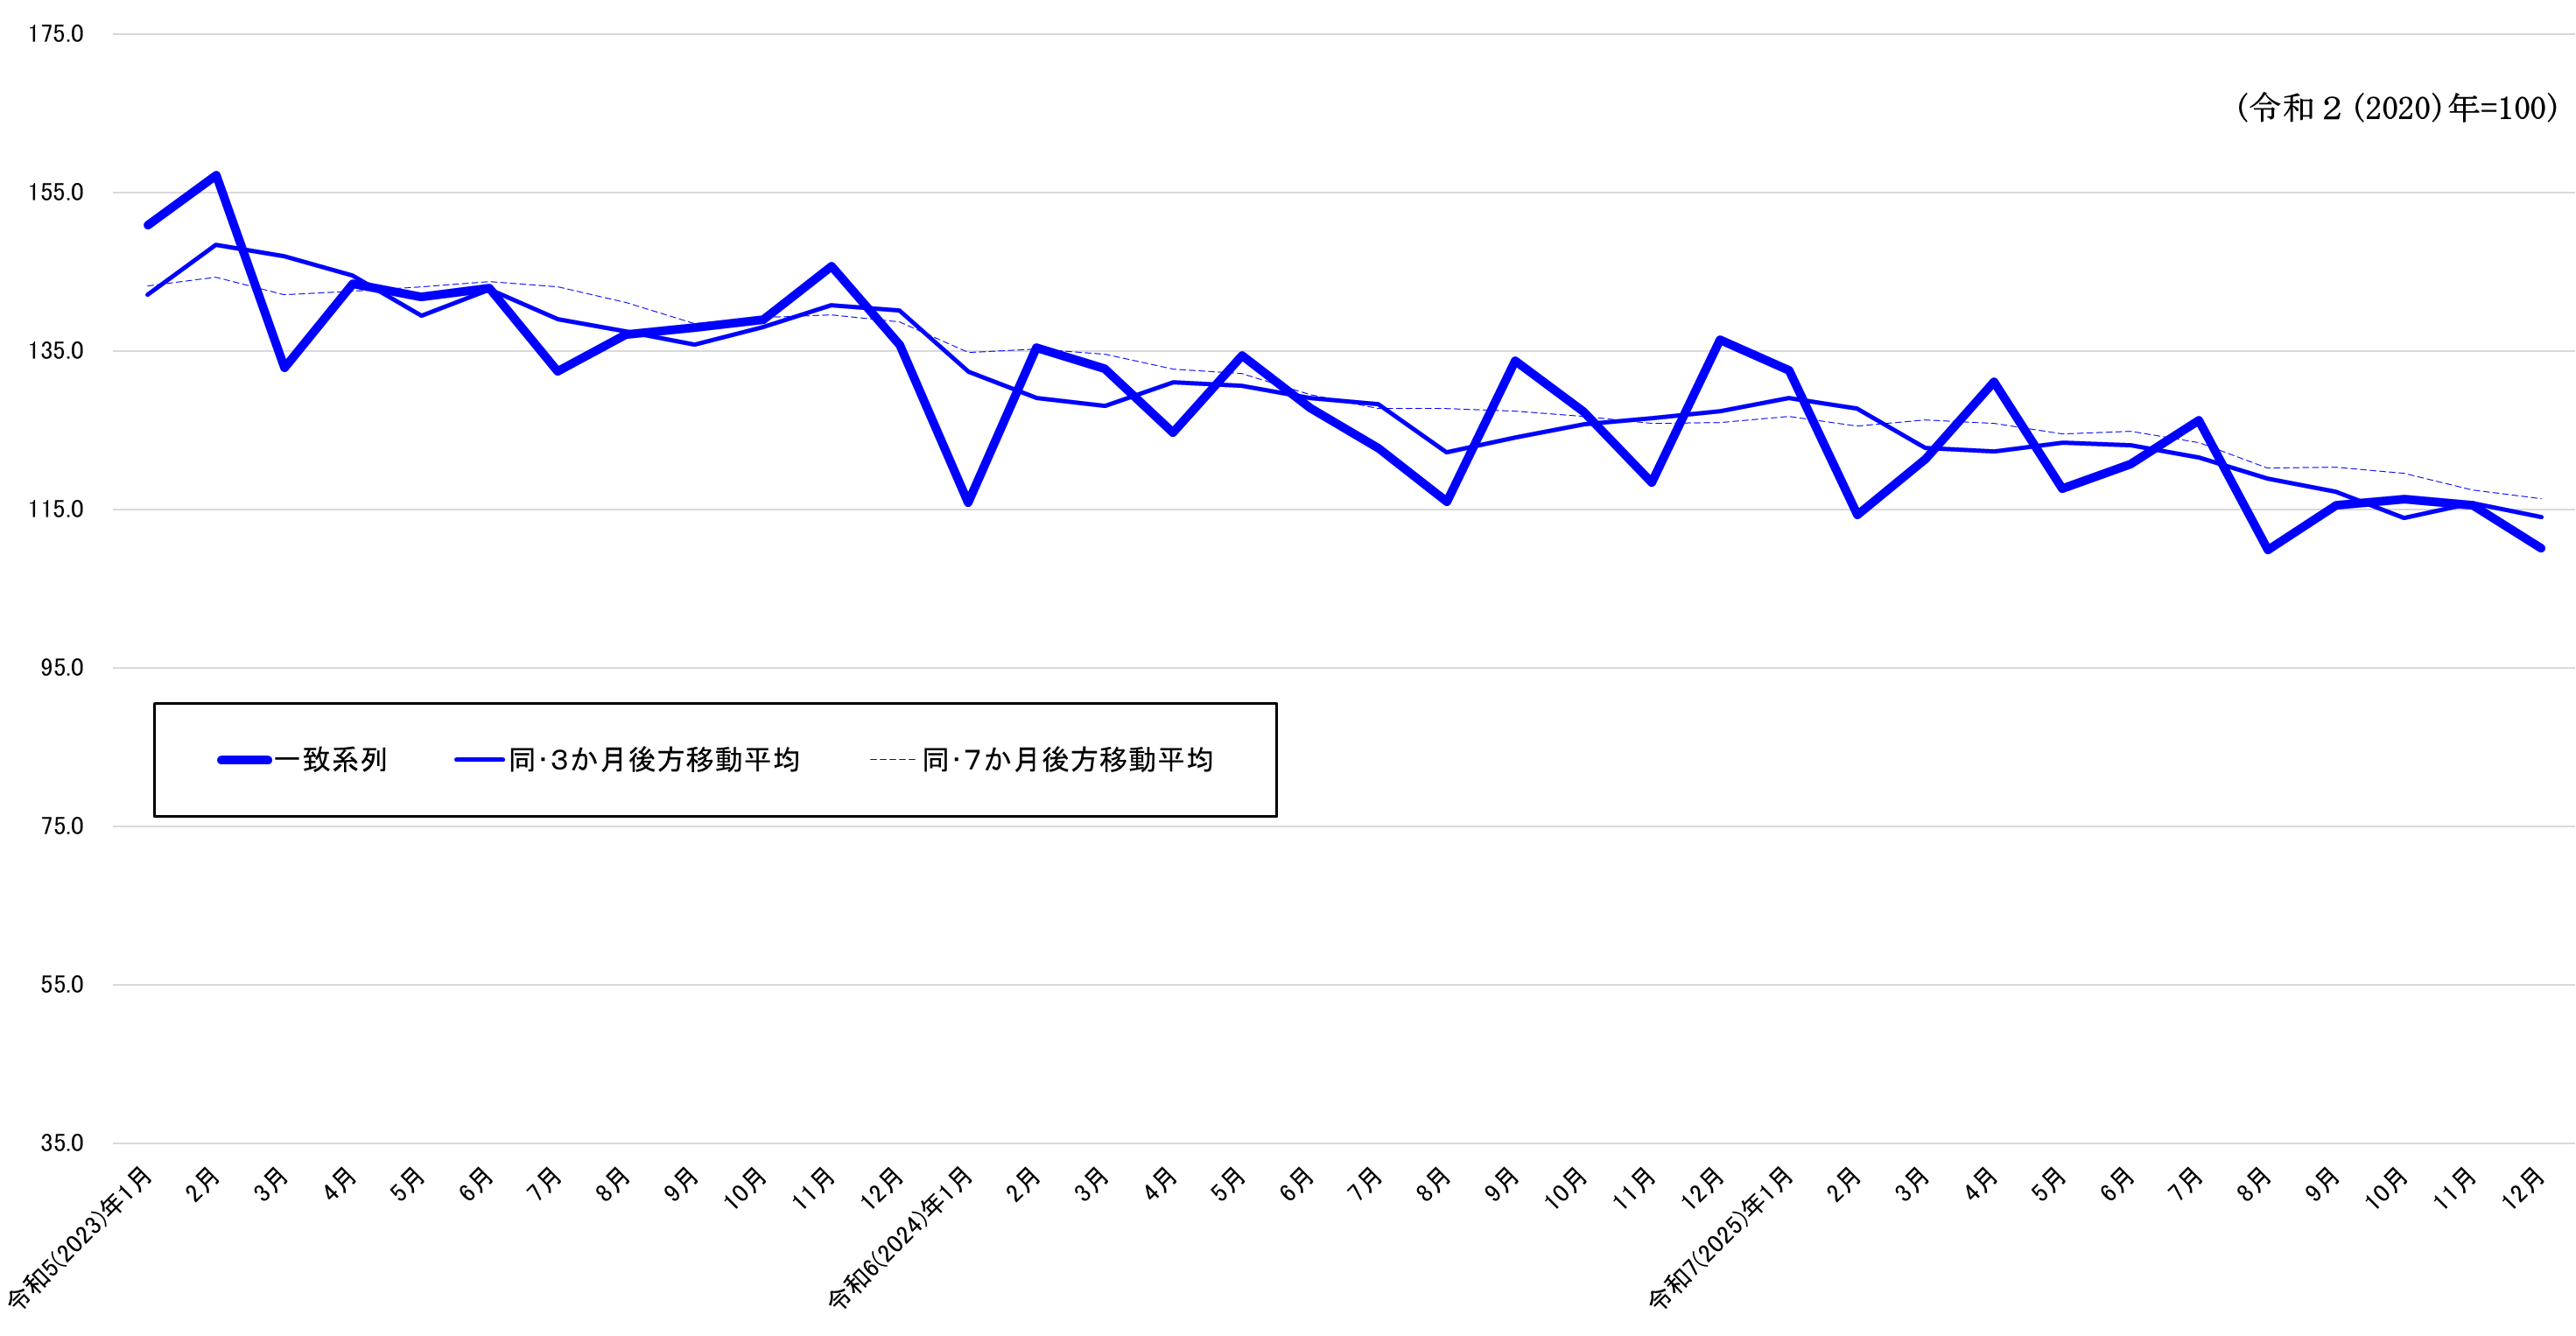 175.0
(令和２(2020)年=100)
155.0
135.0
115.0
95.0
一致系列 同･３か月後方移動平均 同･７か月後方移動平均
75.0
55.0
35.0
令和5(2023)年1月
2月
3月
4月
5月
6月
7月
8月
9月
10月
11月
12月
令和6(2024)年1月
2月
3月
4月
5月
6月
7月
8月
9月
10月
11月
12月
令和7(2025)年1月
2月
3月
4月
5月
6月
7月
8月
9月
10月
11月
12月